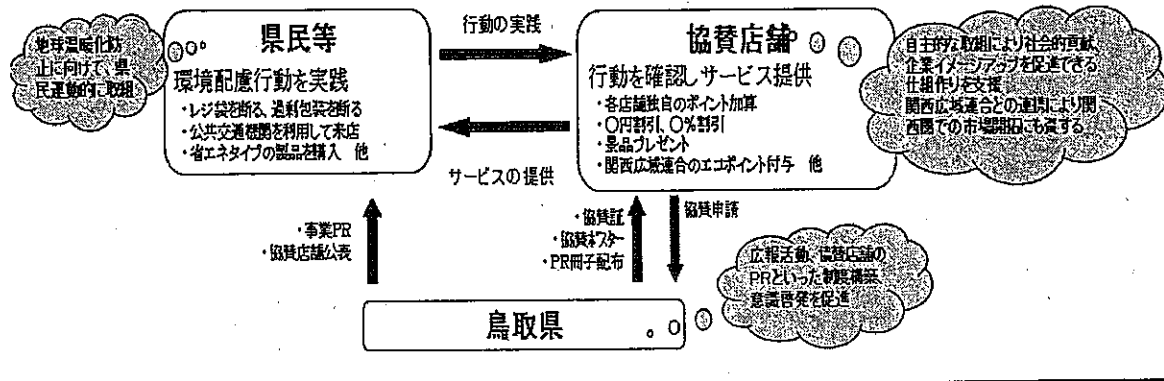 地球温暖化防
止に向けて、県
民運動的に取組
県民等
環境配慮行動を実践
・レジ袋を断る、過剰包装を断る
・公共交通機関を利用して来店
・省エネタイプの製品を購入 他
行動の実践
サービスの提供
協賛店舗
行動を確認しサービス提供
・各店舗独自のポイント加算
・〇円割引、〇%割引
・景品プレゼント
・関西広域連合のエコポイント付与 他
自主的な取組により社会的貢献、
企業イメージアップを促進できる
仕組作りを支援
関西広域連合との連携により関
西圏での市場開拓にも資する
・事業PR
・協賛店舗公表
・協賛証
・協賛ポスター
・PR冊子配布
協賛申請
広報活動、協賛店舗の
PRといった制度構築、
意識啓発を促進
鳥取県